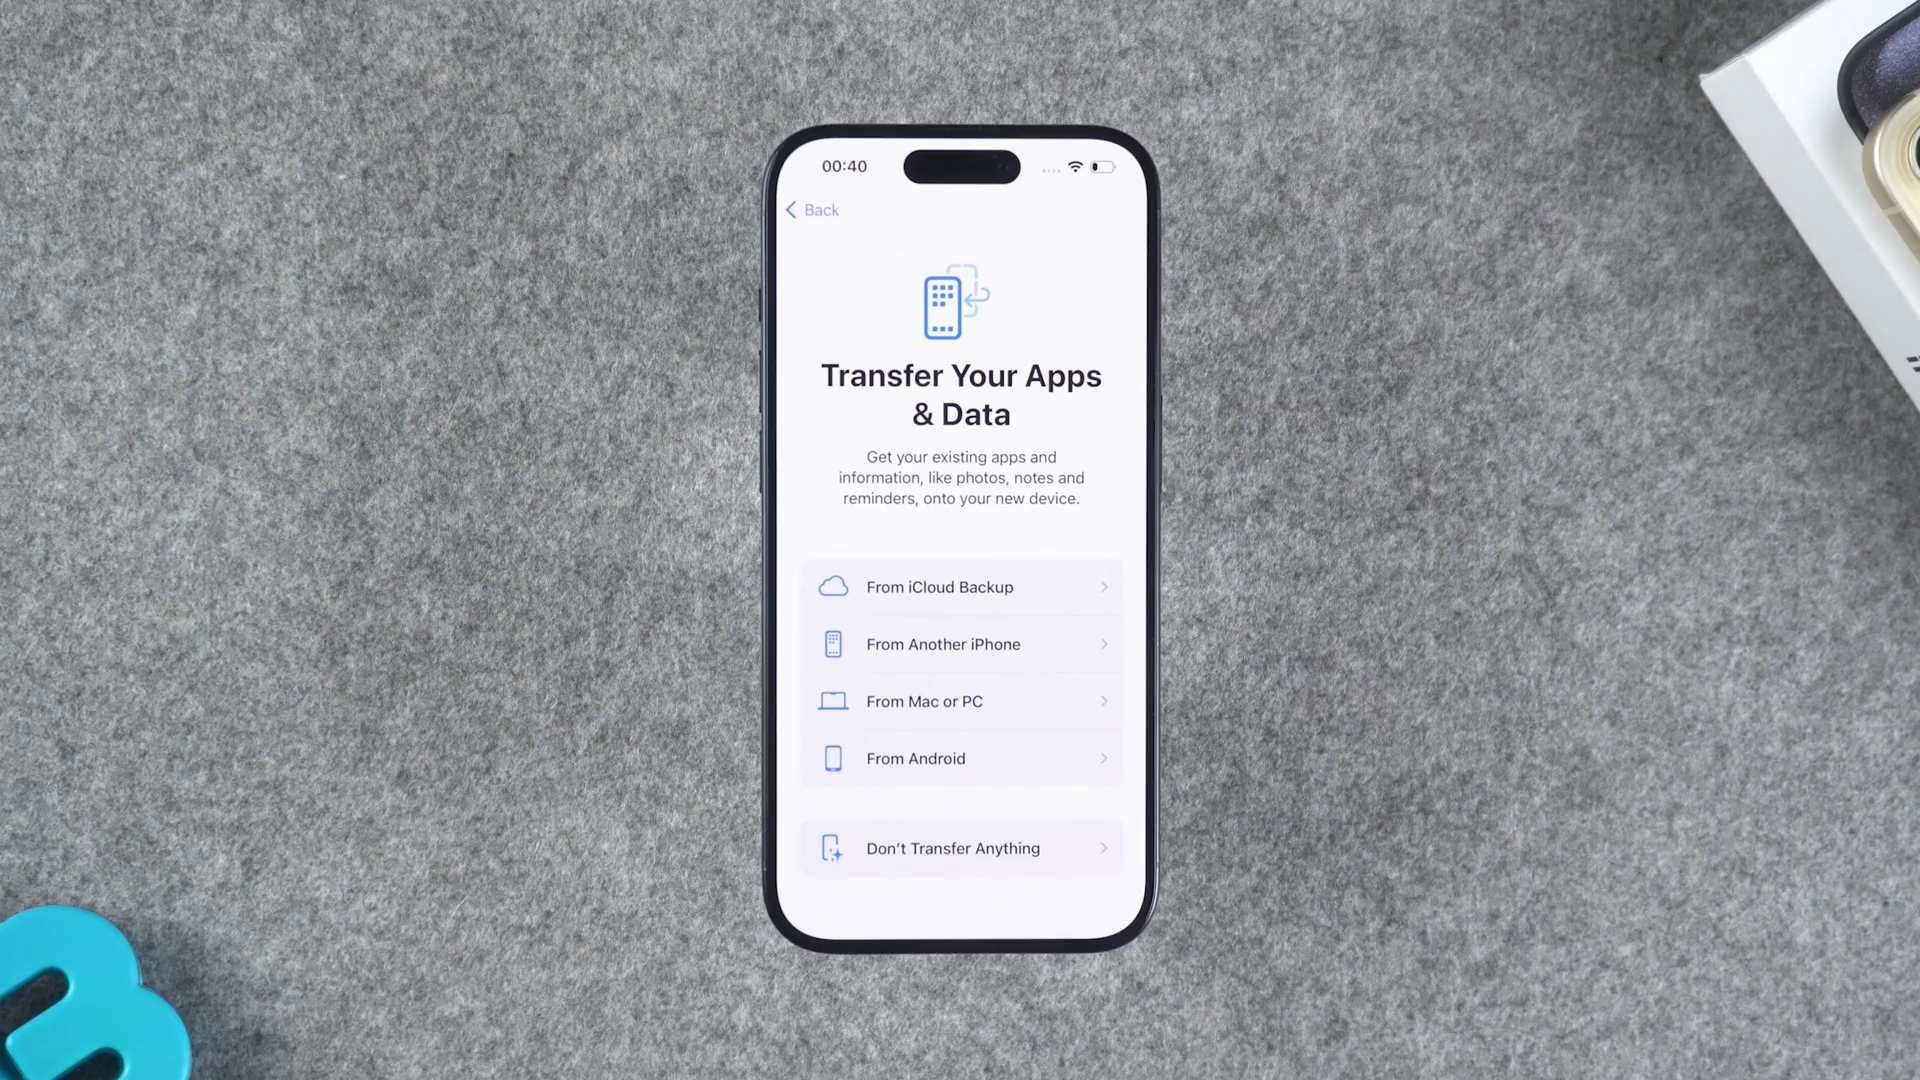 00:40
Back
Transfer Your Apps
& Data
Get your existing apps and
information, like photos, notes and
reminders, onto your new device.
From iCloud Backup
From Another iPhone
From Mac or PC
From Android
Don't Transfer Anything